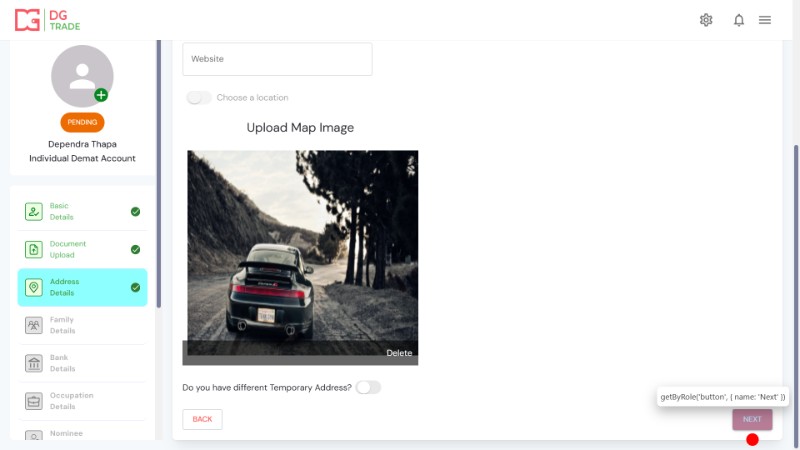 DG
TRADE
Website
Choose a location
PENDING
Upload Map Image
Dependra Thapa
Individual Demat Account
Basic
Details
Document
Upload
Address
Details
Family
Details
Delete
Bank
Details
Do you have different Temporary Address?
Occupation
Details
getByRole('button', { name: 'Next' })
BACK
NEXT
Nominee